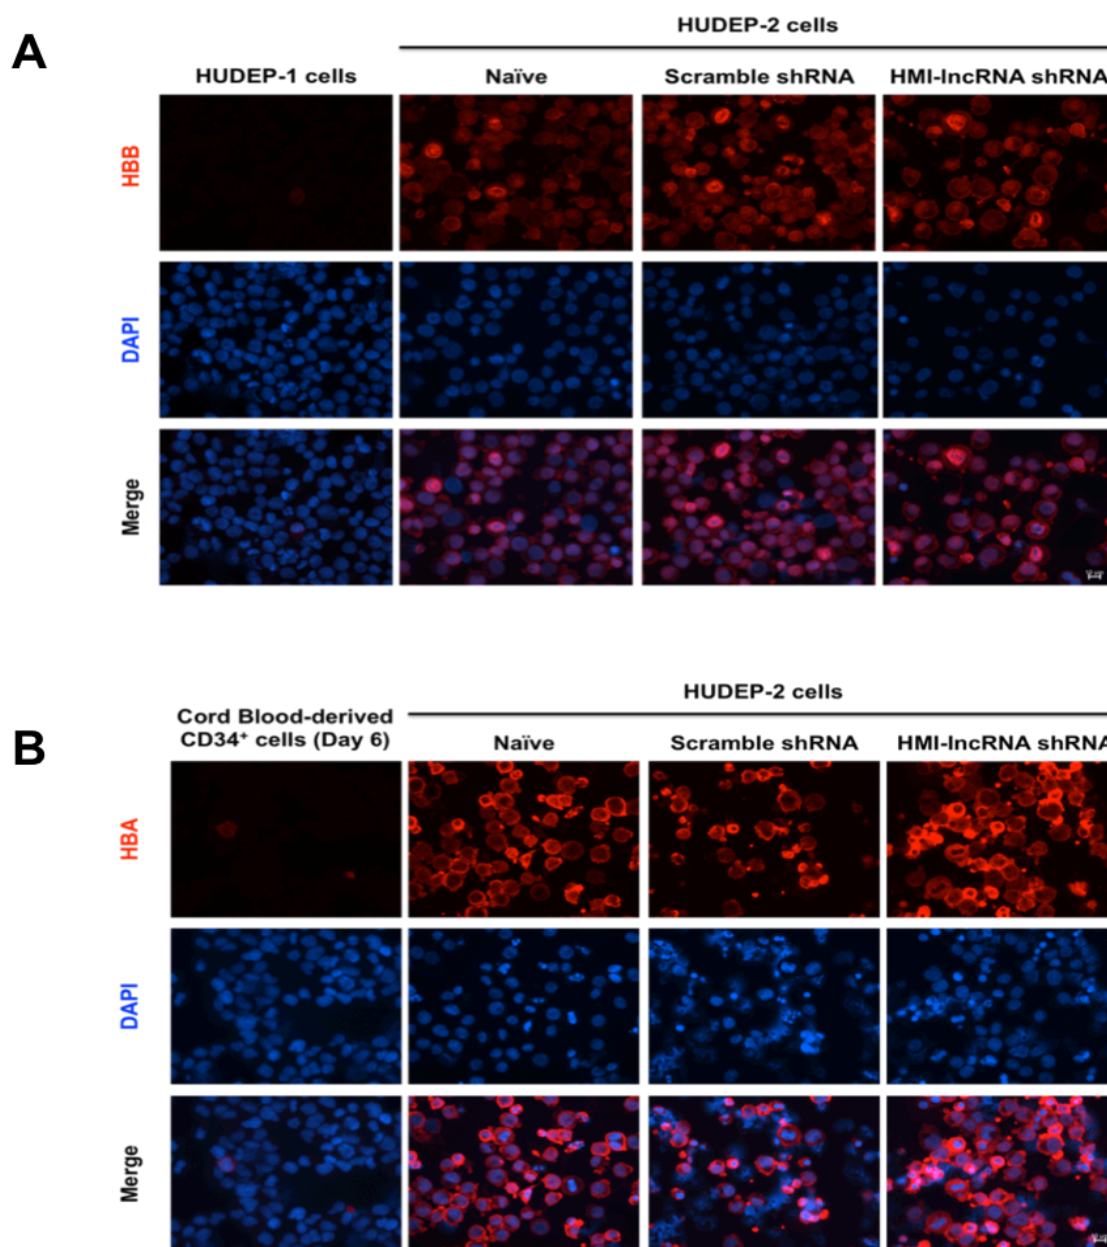 A
HUDEP-2 cells
HUDEP-1 cells
Naïve
Scramble shRNA
HMI-lncRNA shRNA
HBB
DAPI
Merge
B
HUDEP-2 cells
Cord Blood-derived
CD34⁺ cells (Day 6)
Naïve
Scramble shRNA
HMI-lncRNA shRNA
HBA
DAPI
Merge